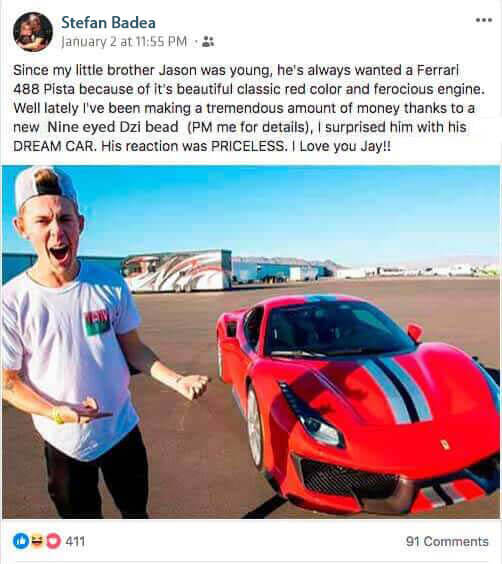 Stefan Badea
January 2 at 11:55 PM ·
Since my little brother Jason was young, he's always wanted a Ferrari
488 Pista because of it's beautiful classic red color and ferocious engine.
Well lately I've been making a tremendous amount of money thanks to a
new Nine eyed Dzi bead (PM me for details), I surprised him with his
DREAM CAR. His reaction was PRICELESS. I Love you Jay!!
411
91 Comments